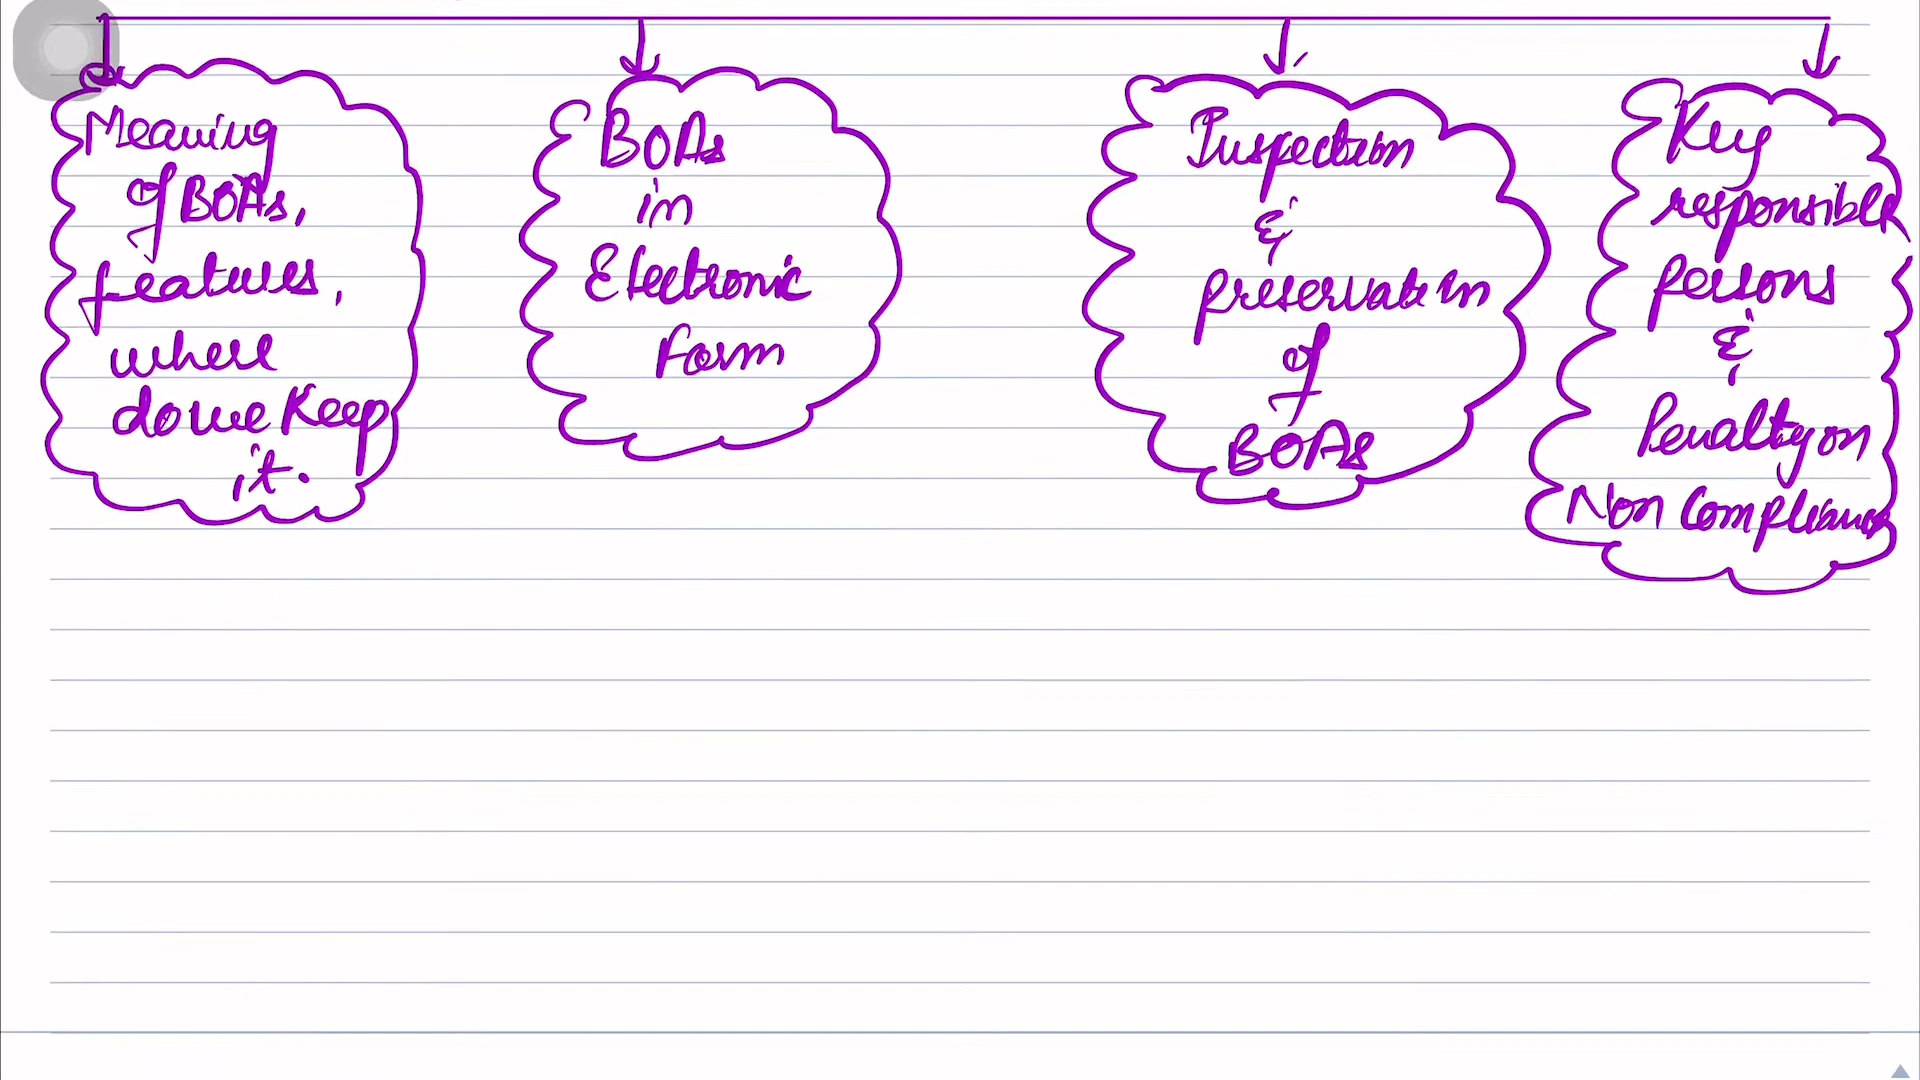 Meaning
of BOAs,
features,
where
do we Keep
it.
BOAs
in
Electronic
Form
Inspection
&
preservation
of
BOAs
Key
responsible
persons
&
Penalty on
Non Compliance